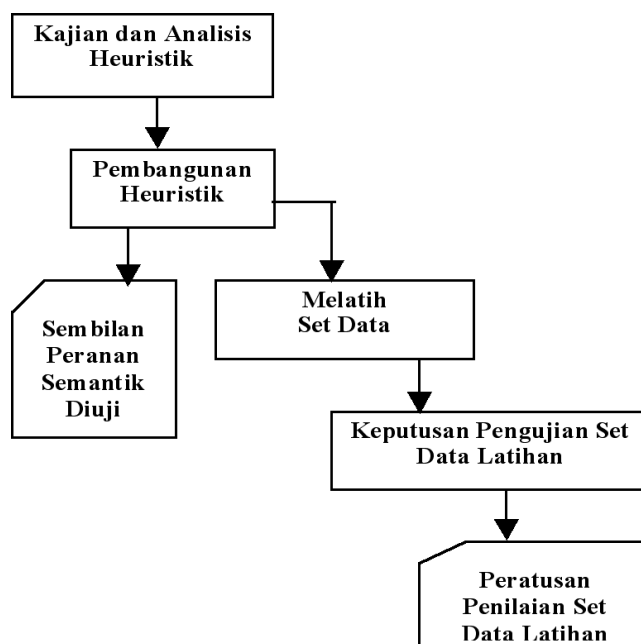 Kajian dan Analisis
Heuristik
Pembangunan
Heuristik
Sembilan
Peranan
Semantik
Diuji
Melatih
Set Data
Keputusan Pengujian Set
Data Latihan
Peratusan
Penilaian Set
Data Latihan